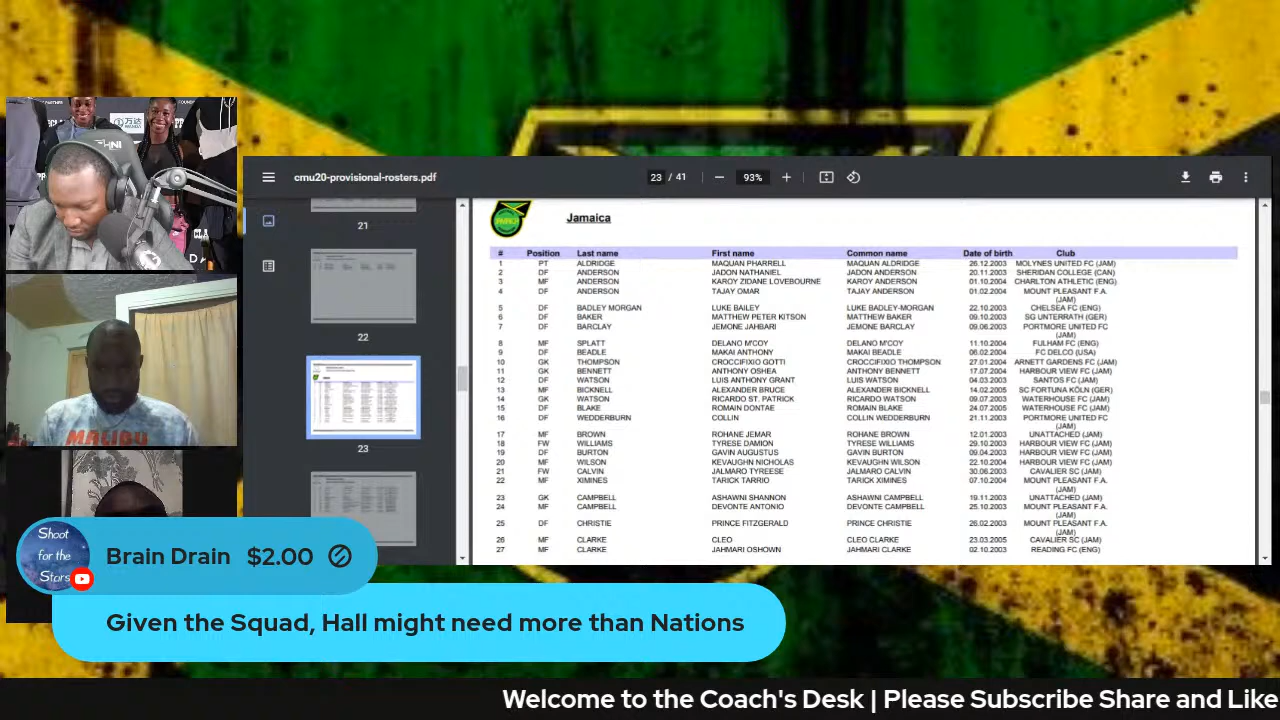 cmu20-provisional-rosters.pdf 23 / 41 93%
21
22
23
JAMAICA
Jamaica
# Position Last name First name Common name Date of birth Club
1 PT ALDRIDGE MAQUAN PHARRELL MAQUAN ALDRIDGE 26.12.2003 MOLYNES UNITED FC (JAM)
2 DF ANDERSON JADON NATHANIEL JADON ANDERSON 20.11.2003 SHERIDAN COLLEGE (CAN)
3 MF ANDERSON KAROY ZIDANE LOVEBOURNE KAROY ANDERSON 01.10.2004 CHARLTON ATHLETIC (ENG)
4 DF ANDERSON TAJAY OMAR TAJAY ANDERSON 01.02.2004 MOUNT PLEASANT F.A.
(JAM)
5 DF BADLEY MORGAN LUKE BAILEY LUKE BADLEY-MORGAN 22.10.2003 CHELSEA FC (ENG)
6 DF BAKER MATTHEW PETER KITSON MATTHEW BAKER 09.10.2003 SG UNTERRATH (GER)
7 DF BARCLAY JEMONE JAHBARI JEMONE BARCLAY 09.06.2003 PORTMORE UNITED FC
(JAM)
8 MF SPLATT DELANO M'COY DELANO M'COY 11.10.2004 FULHAM FC (ENG)
9 DF BEADLE MAKAI ANTHONY MAKAI BEADLE 06.02.2004 FC DELCO (USA)
10 GK THOMPSON CROCCIFIXIO GOTTI CROCCIFIXIO THOMPSON 27.01.2004 ARNETT GARDENS FC (JAM)
11 GK BENNETT ANTHONY OSHEA ANTHONY BENNETT 17.07.2004 HARBOUR VIEW FC (JAM)
12 DF WATSON LUIS ANTHONY GRANT LUIS WATSON 04.03.2003 SANTOS FC (JAM)
13 MF BICKNELL ALEXANDER BRUCE ALEXANDER BICKNELL 14.02.2005 SC FORTUNA KÖLN (GER)
14 GK WATSON RICARDO ST. PATRICK RICARDO WATSON 09.07.2003 WATERHOUSE FC (JAM)
15 DF BLAKE ROMAIN DONTAE ROMAIN BLAKE 24.07.2005 WATERHOUSE FC (JAM)
16 DF WEDDERBURN COLLIN COLLIN WEDDERBURN 21.11.2003 PORTMORE UNITED FC
(JAM)
17 MF BROWN ROHANE JEMAR ROHANE BROWN 12.01.2003 UNATTACHED (JAM)
18 FW WILLIAMS TYRESE DAMION TYRESE WILLIAMS 29.10.2003 HARBOUR VIEW FC (JAM)
19 DF BURTON GAVIN AUGUSTUS GAVIN BURTON 09.04.2003 HARBOUR VIEW FC (JAM)
20 MF WILSON KEVAUGHN NICHOLAS KEVAUGHN WILSON 22.10.2004 HARBOUR VIEW FC (JAM)
21 FW CALVIN JALMARO TYREESE JALMARO CALVIN 30.06.2003 CAVALIER SC (JAM)
22 MF XIMINES TARICK TARRIO TARICK XIMINES 07.10.2004 MOUNT PLEASANT F.A.
(JAM)
23 GK CAMPBELL ASHAWNI SHANNON ASHAWNI CAMPBELL 19.11.2003 UNATTACHED (JAM)
24 MF CAMPBELL DEVONTE ANTONIO DEVONTE CAMPBELL 25.10.2003 MOUNT PLEASANT F.A.
(JAM)
25 DF CHRISTIE PRINCE FITZGERALD PRINCE CHRISTIE 26.02.2003 MOUNT PLEASANT F.A.
(JAM)
26 MF CLARKE CLEO CLEO CLARKE 23.03.2005 CAVALIER SC (JAM)
27 MF CLARKE JAHMARI OSHOWN JAHMARI CLARKE 02.10.2003 READING FC (ENG)
MALIBU
Shoot
for the
Stars
Brain Drain $2.00
Given the Squad, Hall might need more than Nations
Welcome to the Coach's Desk | Please Subscribe Share and Like